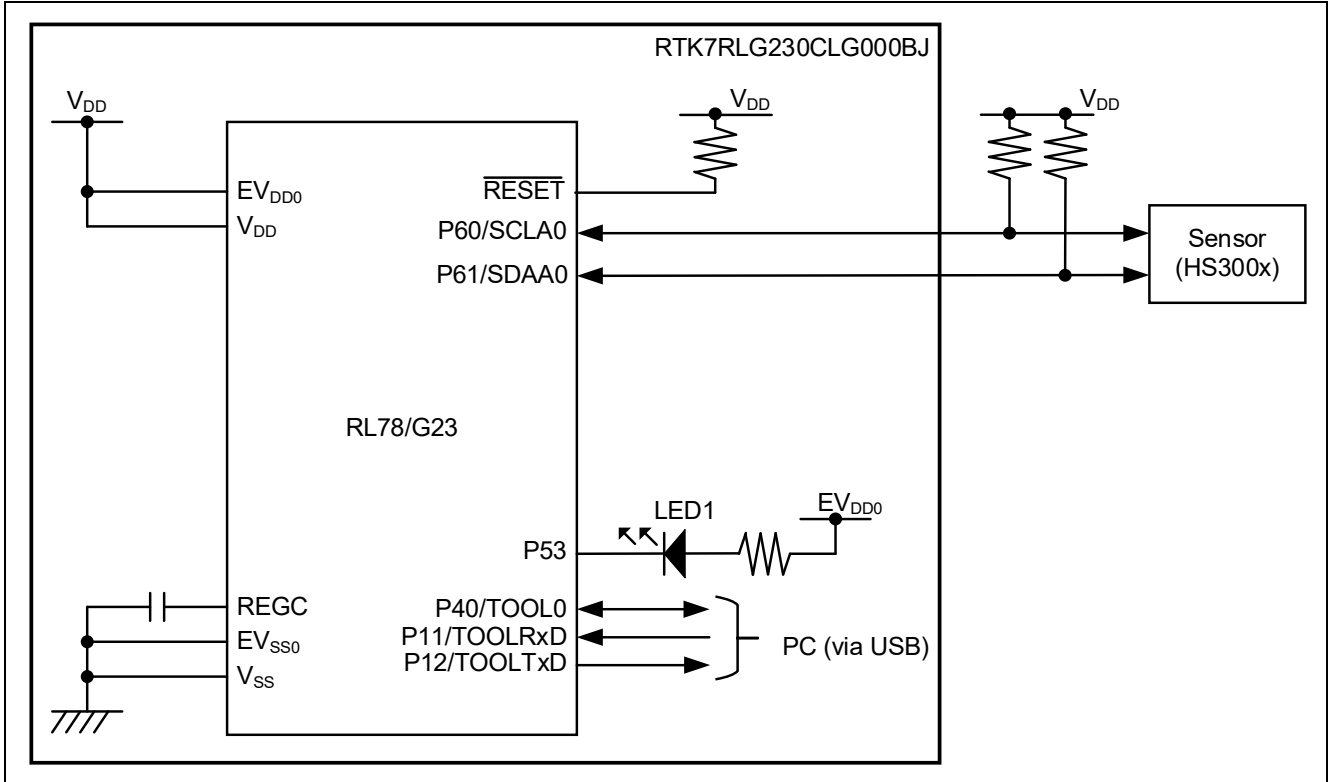 RTK7RLG230CLG000BJ
VDD
VDD
VDD
EVDD0
VDD
RESET
P60/SCLA0
P61/SDAA0
Sensor
(HS300x)
RL78/G23
LED1
EVDD0
P53
REGC
EVSS0
VSS
P40/TOOL0
P11/TOOLRxD
P12/TOOLTxD
PC (via USB)